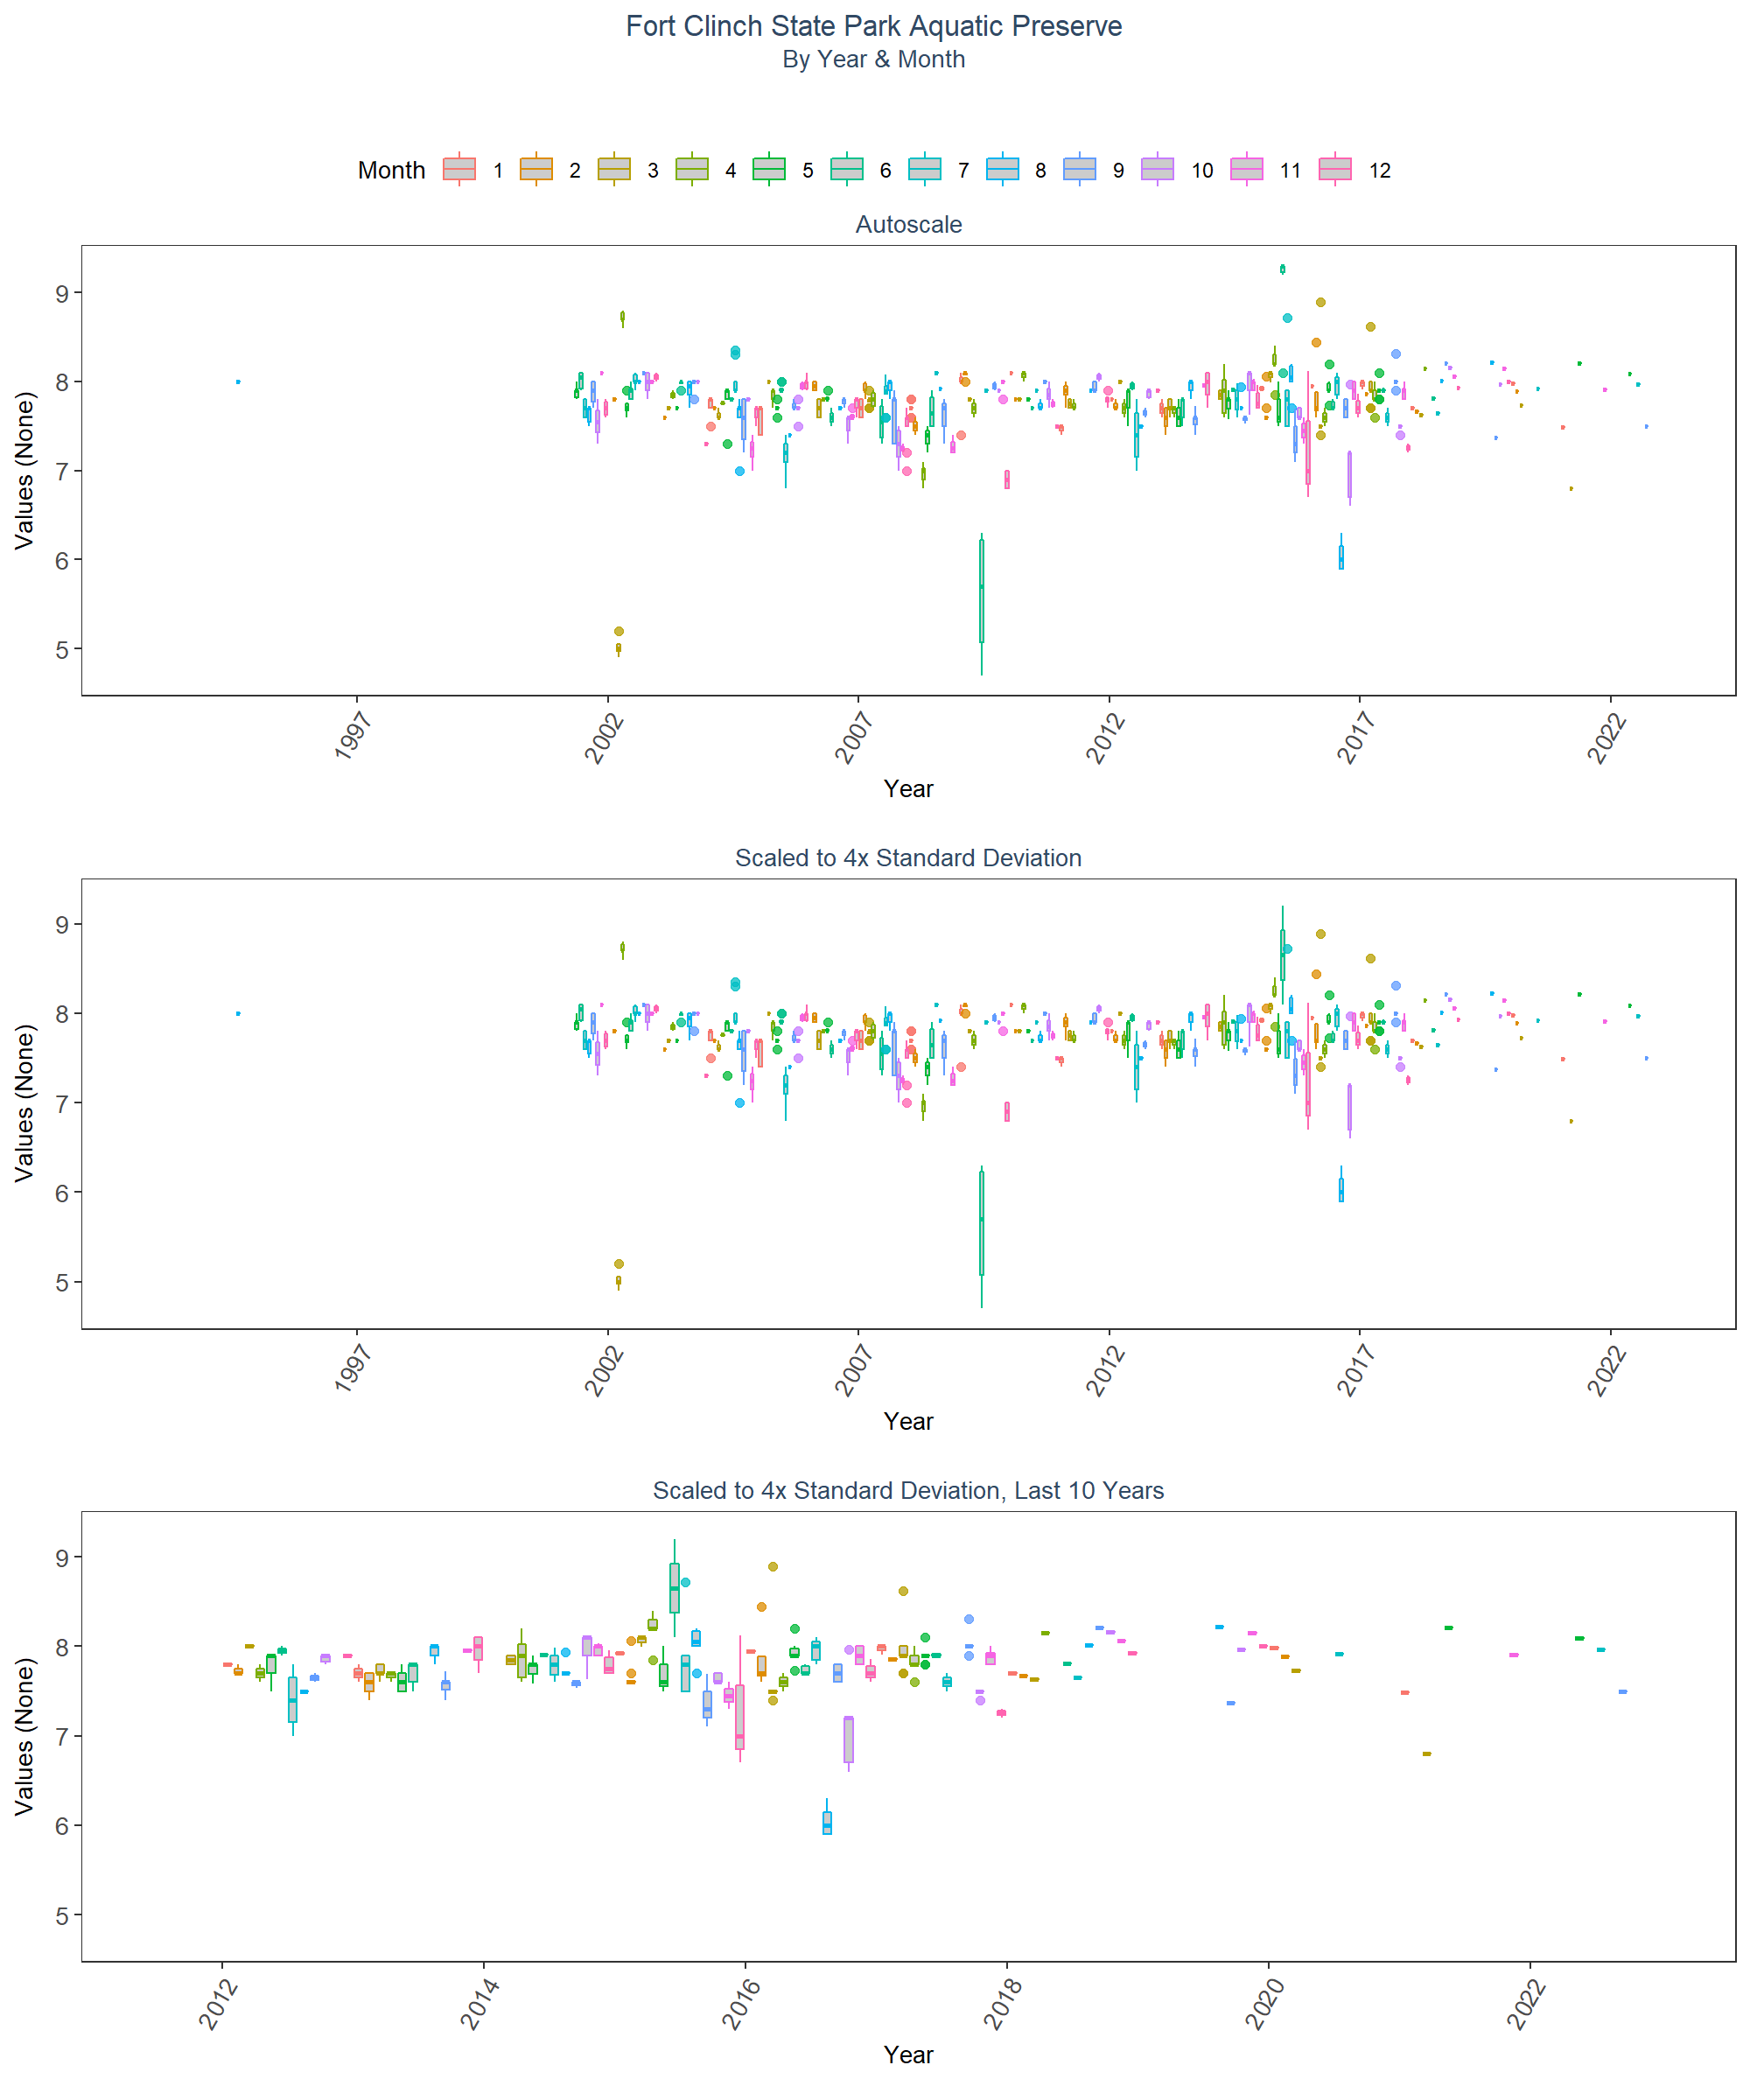 Fort Clinch State Park Aquatic Preserve
By Year & Month
Month 1 2 3 4 5 6 7 8 9 10 11 12
Autoscale
Values (None)
9
8
7
6
5
1997 2002 2007 2012 2017 2022
Year
Scaled to 4x Standard Deviation
Values (None)
9
8
7
6
5
1997 2002 2007 2012 2017 2022
Year
Scaled to 4x Standard Deviation, Last 10 Years
Values (None)
9
8
7
6
5
2012 2014 2016 2018 2020 2022
Year